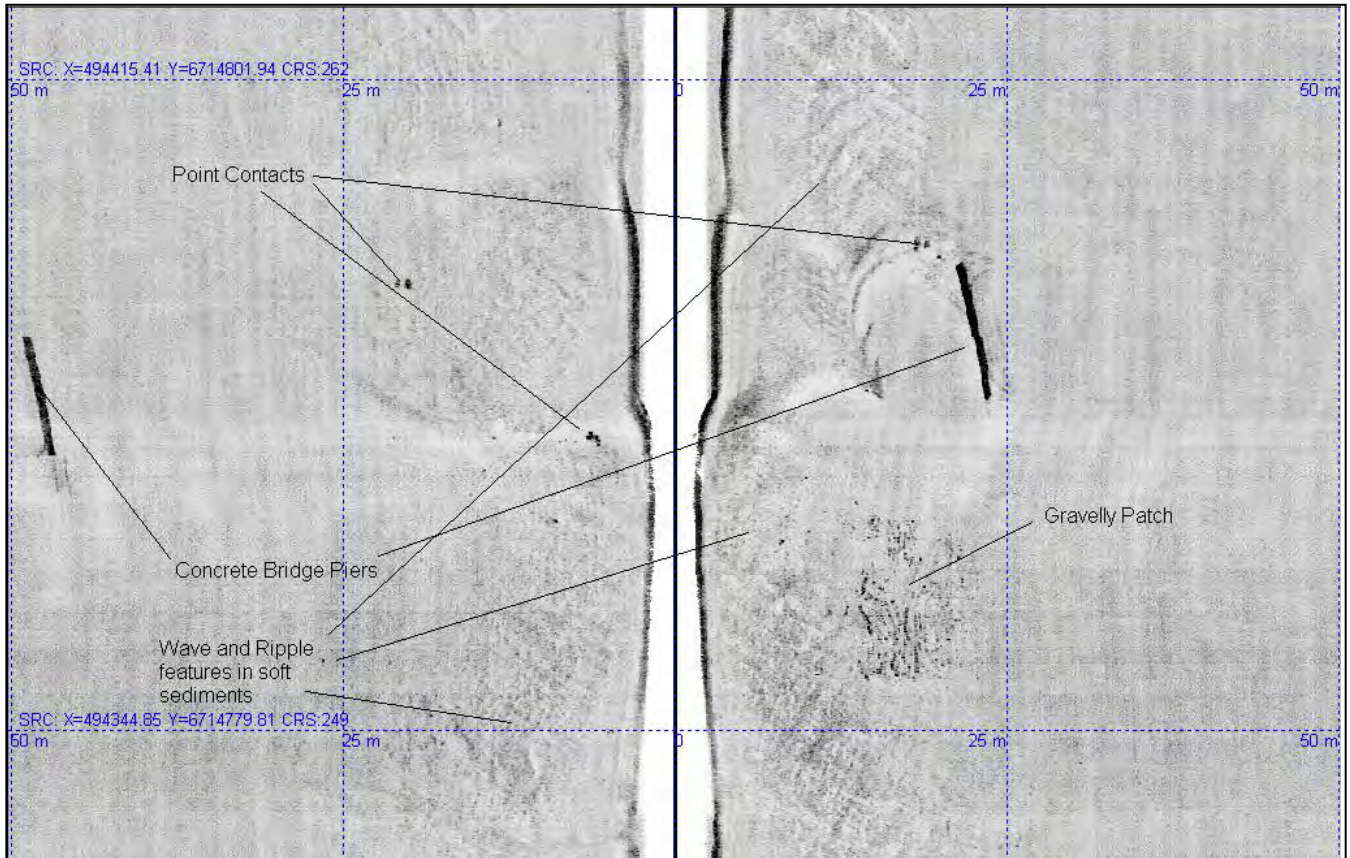 SRC: X=494415.41 Y=6714801.94 CRS:262
50 m 25 m 0 25 m 50 m
Point Contacts
Gravelly Patch
Concrete Bridge Piers
Wave and Ripple
features in soft
sediments
SRC: X=494344.85 Y=6714779.81 CRS:249
50 m 25 m 0 25 m 50 m